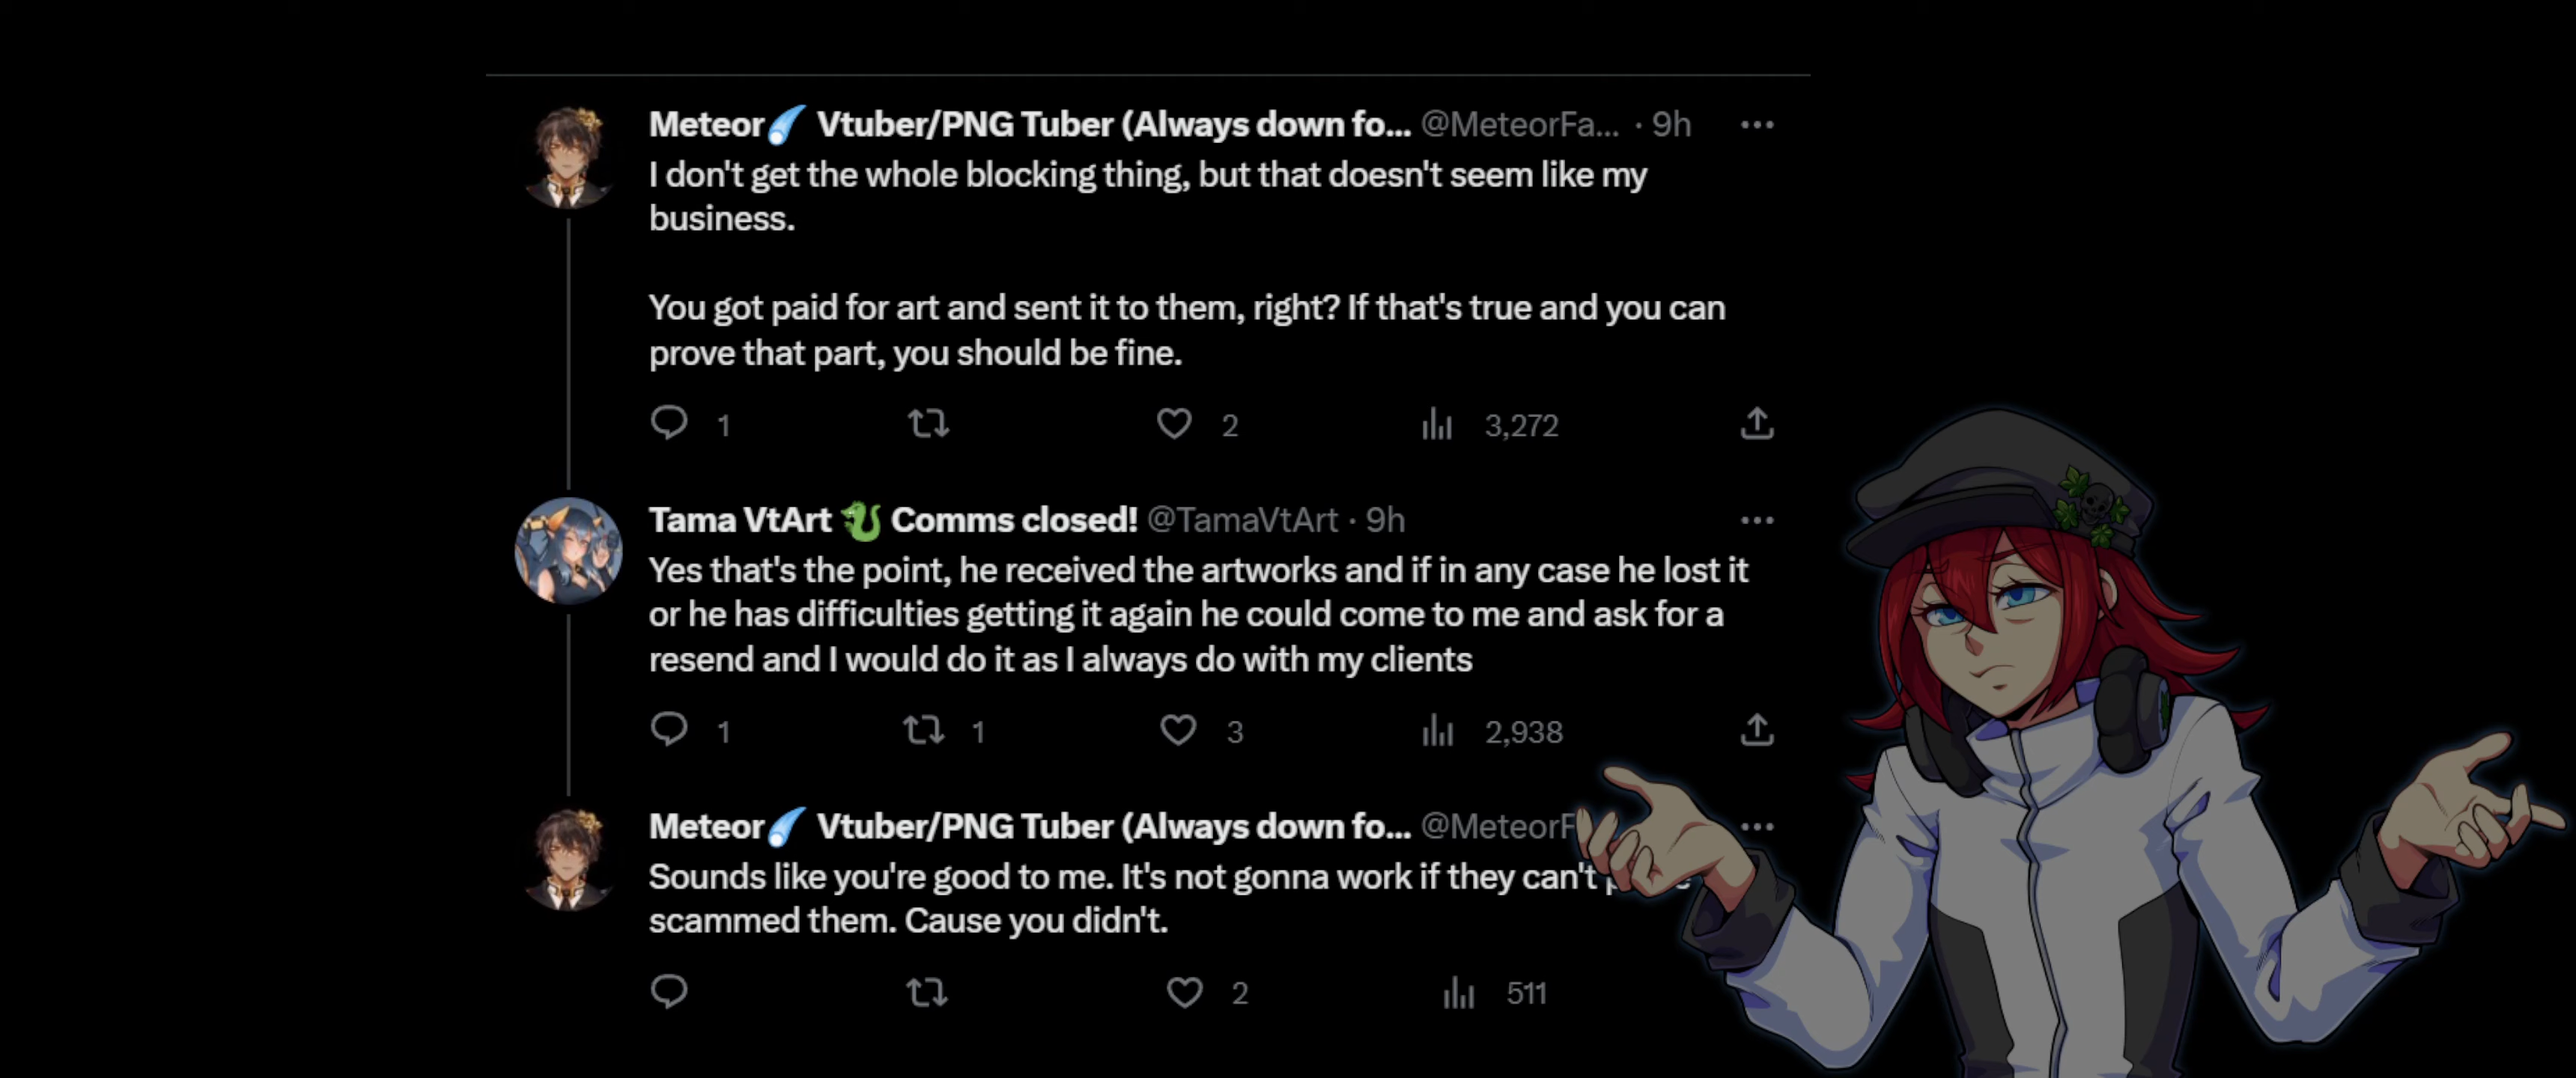 Meteor☄️ Vtuber/PNG Tuber (Always down fo... @MeteorFa... · 9h
I don't get the whole blocking thing, but that doesn't seem like my
business.
You got paid for art and sent it to them, right? If that's true and you can
prove that part, you should be fine.
1 2 3,272
Tama VtArt 🐉 Comms closed! @TamaVtArt · 9h
Yes that's the point, he received the artworks and if in any case he lost it
or he has difficulties getting it again he could come to me and ask for a
resend and I would do it as I always do with my clients
1 1 3 2,938
Meteor☄️ Vtuber/PNG Tuber (Always down fo... @MeteorF
Sounds like you're good to me. It's not gonna work if they can't
scammed them. Cause you didn't.
2 511